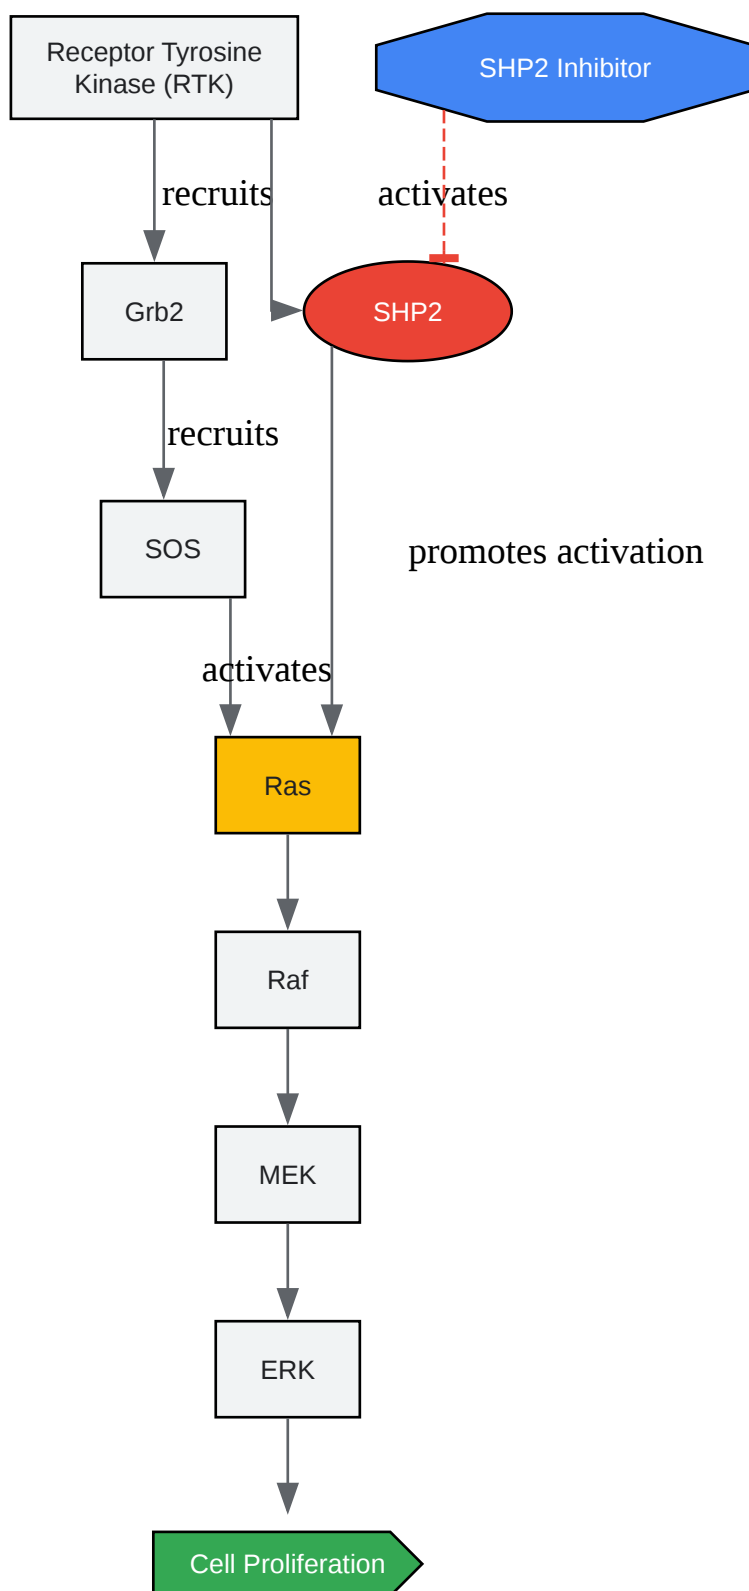 Receptor Tyrosine
Kinase (RTK)
SHP2 Inhibitor
recruits
activates
Grb2
SHP2
recruits
SOS
promotes activation
activates
Ras
Raf
MEK
ERK
Cell Proliferation